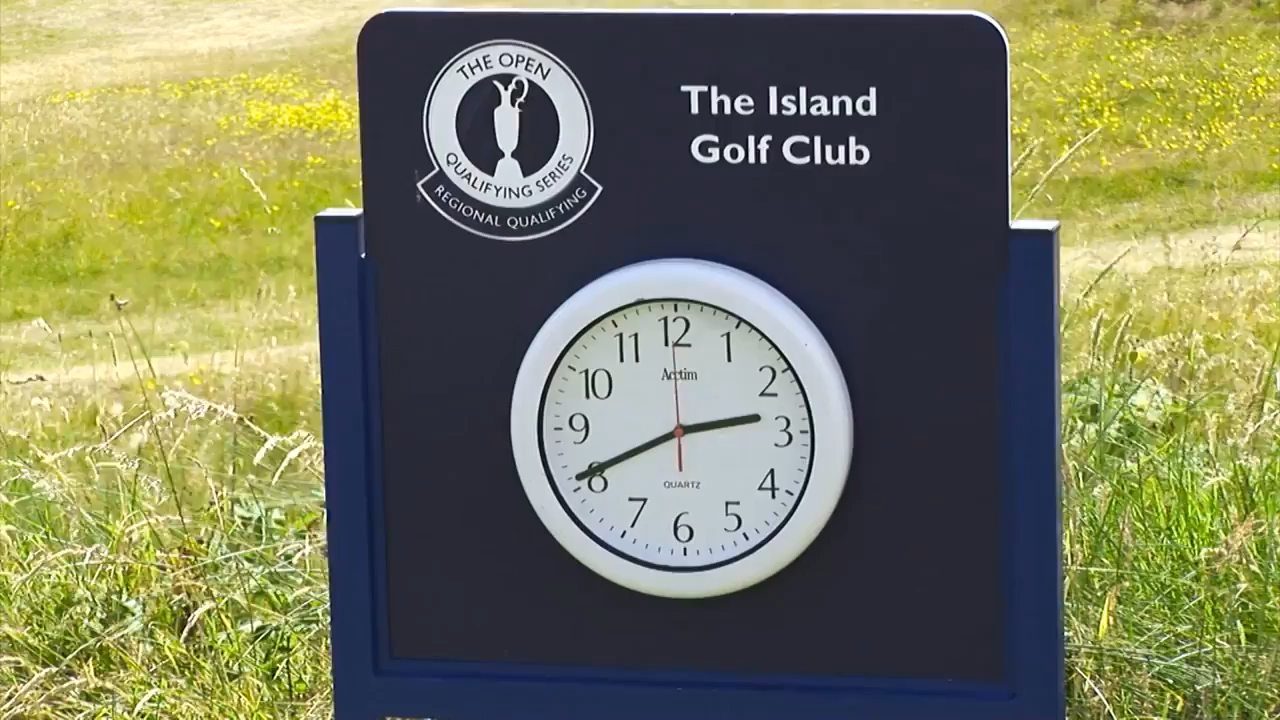 THE OPEN
QUALIFYING SERIES
REGIONAL QUALIFYING
The Island
Golf Club
12
11 1
10 2
9 3
8 4
7 5
6
Acctim
QUARTZ